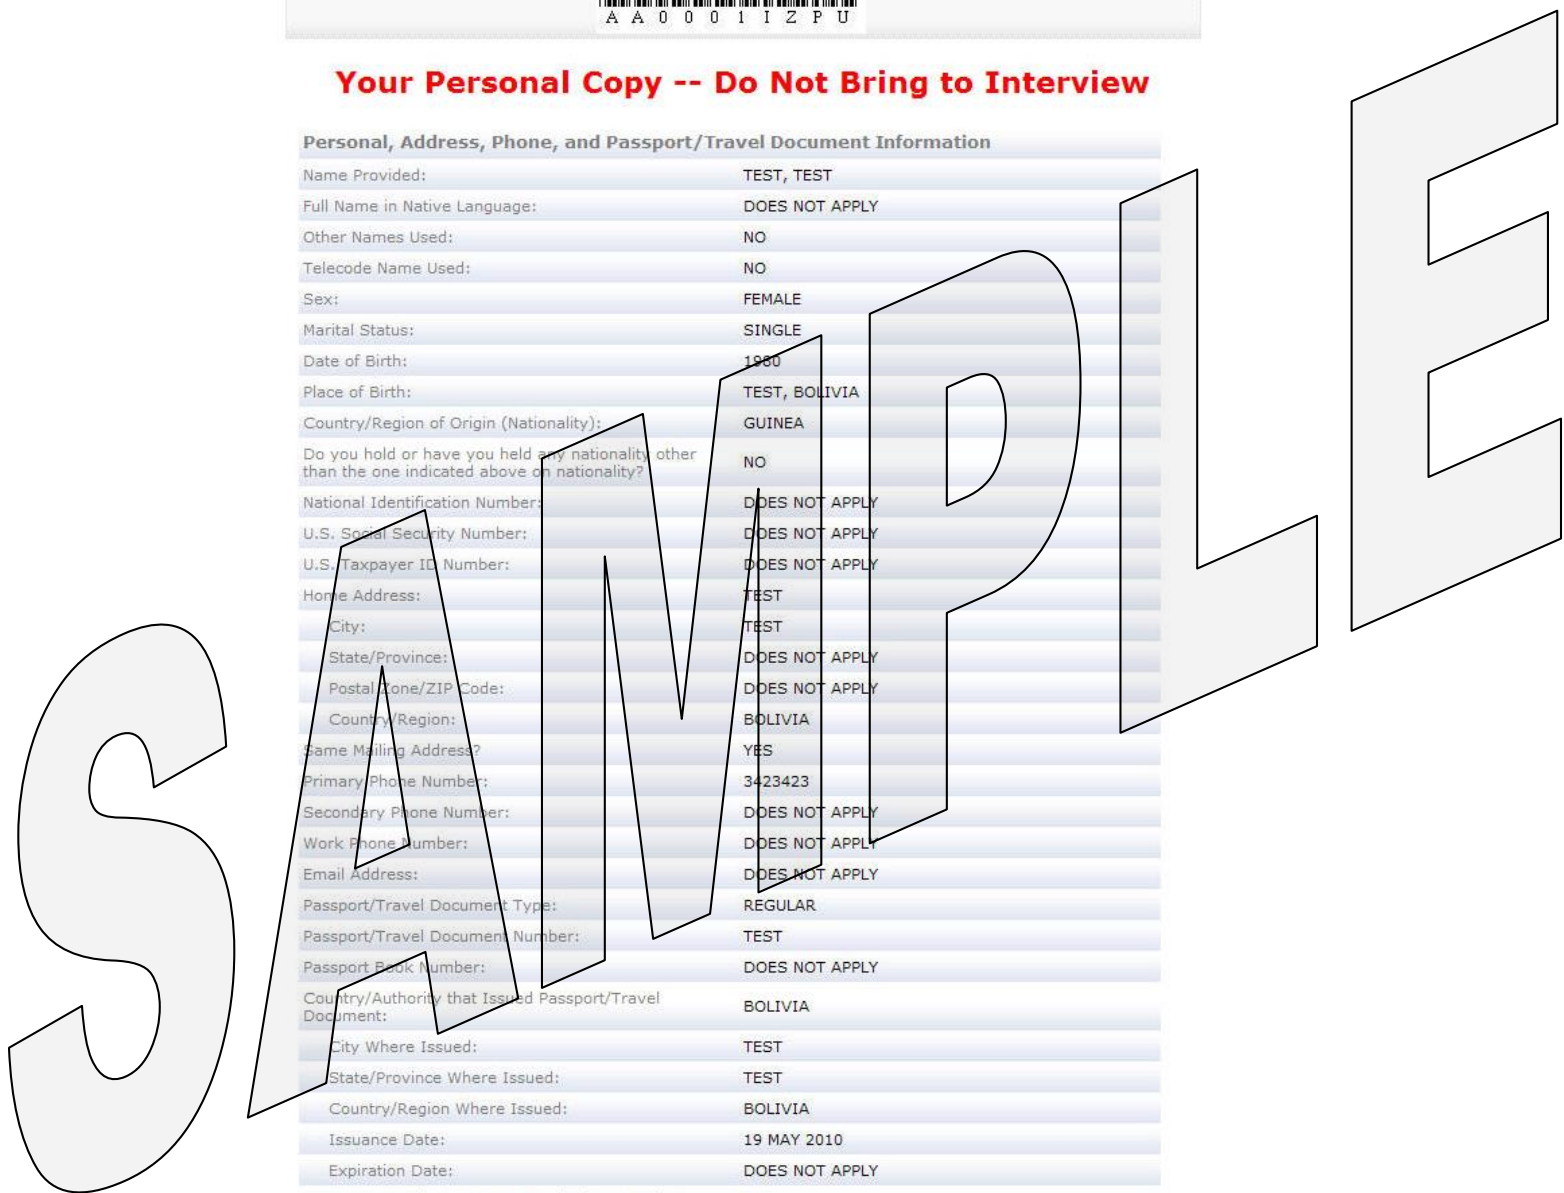 A A 0 0 0 1 I Z P U
Your Personal Copy -- Do Not Bring to Interview
Personal, Address, Phone, and Passport/Travel Document Information
Name Provided: TEST, TEST
Full Name in Native Language: DOES NOT APPLY
Other Names Used: NO
Telecode Name Used: NO
Sex: FEMALE
Marital Status: SINGLE
Date of Birth: 1980
Place of Birth: TEST, BOLIVIA
Country/Region of Origin (Nationality): GUINEA
Do you hold or have you held any nationality other
than the one indicated above on nationality? NO
National Identification Number: DOES NOT APPLY
U.S. Social Security Number: DOES NOT APPLY
U.S. Taxpayer ID Number: DOES NOT APPLY
Home Address: TEST
City: TEST
State/Province: DOES NOT APPLY
Postal Zone/ZIP Code: DOES NOT APPLY
Country/Region: BOLIVIA
Same Mailing Address? YES
Primary Phone Number: 3423423
Secondary Phone Number: DOES NOT APPLY
Work Phone Number: DOES NOT APPLY
Email Address: DOES NOT APPLY
Passport/Travel Document Type: REGULAR
Passport/Travel Document Number: TEST
Passport Book Number: DOES NOT APPLY
Country/Authority that Issued Passport/Travel
Document: BOLIVIA
City Where Issued: TEST
State/Province Where Issued: TEST
Country/Region Where Issued: BOLIVIA
Issuance Date: 19 MAY 2010
Expiration Date: DOES NOT APPLY
SAMPLE